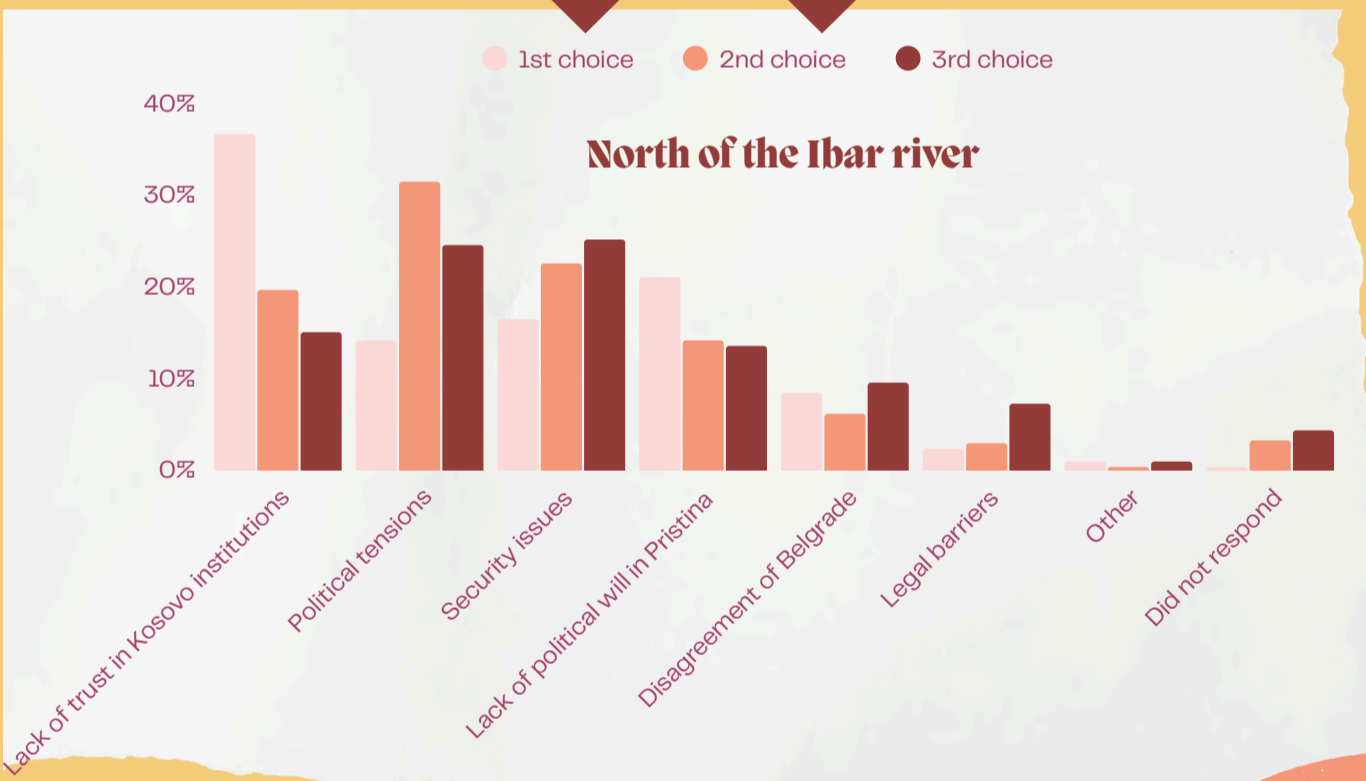 1st choice 2nd choice 3rd choice
North of the Ibar river
40%
30%
20%
10%
0%
Lack of trust in Kosovo institutions
Political tensions
Security issues
Lack of political will in Pristina
Disagreement of Belgrade
Legal barriers
Other
Did not respond